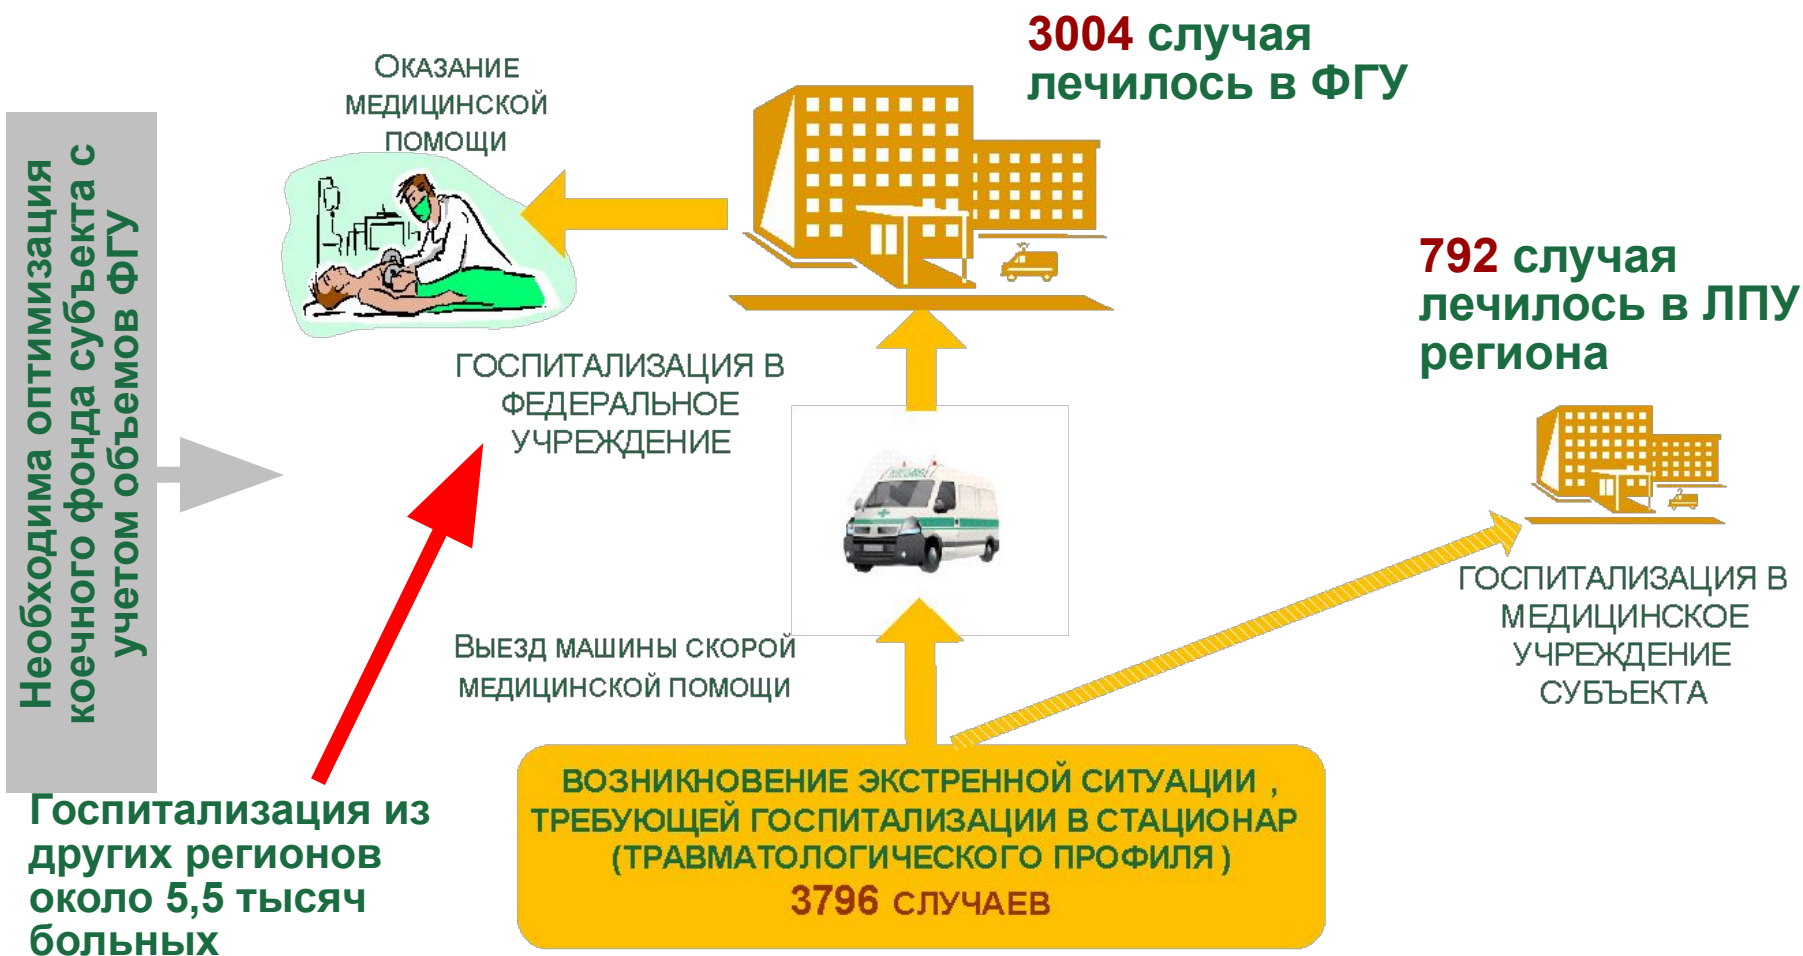 3004 случая
лечилось в ФГУ
Оказание
медицинской
помощи
Необходима оптимизация
коечного фонда субъекта с
учетом объемов ФГУ
792 случая
лечилось в ЛПУ
региона
ГОСПИТАЛИЗАЦИЯ В
ФЕДЕРАЛЬНОЕ
УЧРЕЖДЕНИЕ
ГОСПИТАЛИЗАЦИЯ В
МЕДИЦИНСКОЕ
УЧРЕЖДЕНИЕ
СУБЪЕКТА
Выезд машины скорой
медицинской помощи
Госпитализация из
других регионов
около 5,5 тысяч
больных
ВОЗНИКНОВЕНИЕ ЭКСТРЕННОЙ СИТУАЦИИ ,
ТРЕБУЮЩЕЙ ГОСПИТАЛИЗАЦИИ В СТАЦИОНАР
(ТРАВМАТОЛОГИЧЕСКОГО ПРОФИЛЯ )
3796 СЛУЧАЕВ